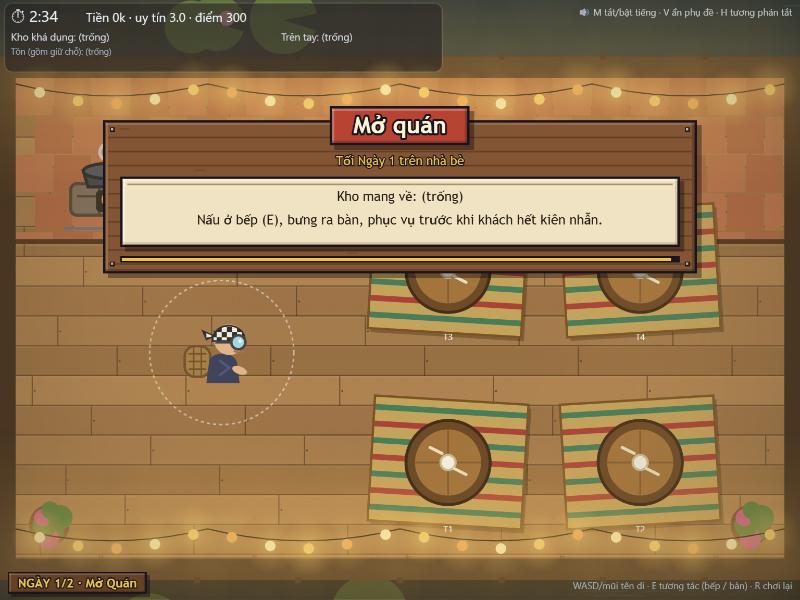 2:34 Tiền 0k · uy tín 3.0 · điểm 300
M tắt/bật tiếng · V ẩn phụ đề · H tương phản tắt
Kho khả dụng: (trống) Trên tay: (trống)
Tồn (gồm giữ chỗ): (trống)
Mở quán
Tối Ngày 1 trên nhà bè
Kho mang về: (trống)
Nấu ở bếp (E), bưng ra bàn, phục vụ trước khi khách hết kiên nhẫn.
T3 T4
T1 T2
NGÀY 1/2 · Mở Quán
WASD/mũi tên di · E tương tác (bếp / bàn) · R chơi lại